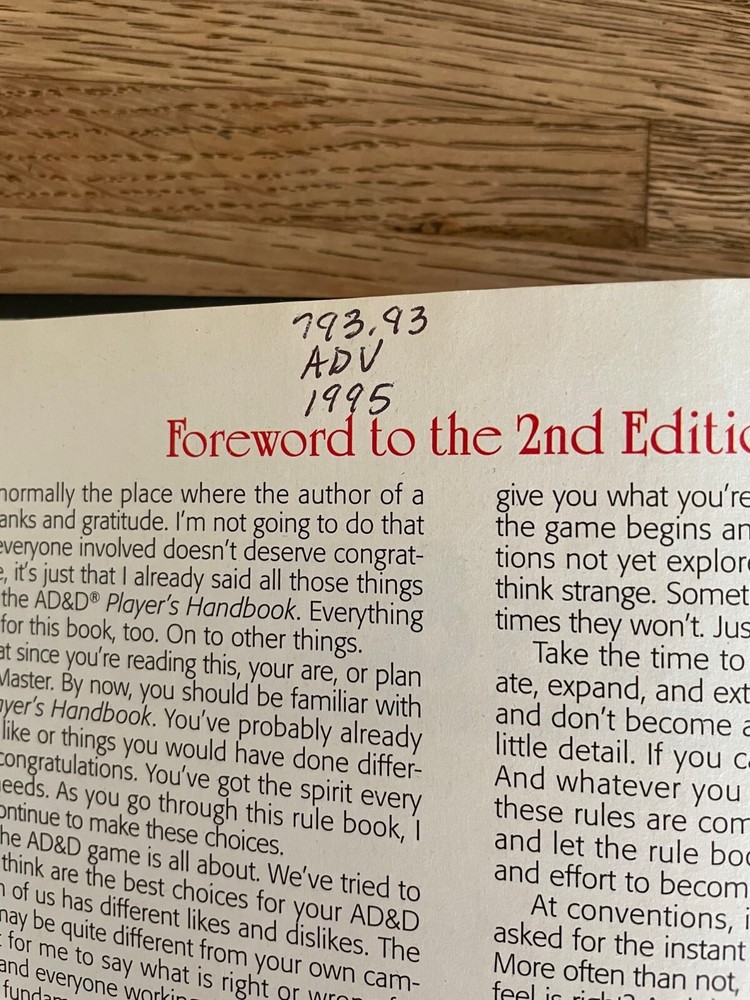 793.93
ADV
1995
Foreword to the 2nd
normally the place where the author of a
anks and gratitude. I'm not going to do that
everyone involved doesn't deserve congrat-
, it's just that I already said all those things
the AD&D® Player's Handbook. Everything
for this book, too. On to other things.
at since you're reading this, your are, or plan
Master. By now, you should be familiar with
ayer's Handbook. You've probably already
like or things you would have done differ-
congratulations. You've got the spirit every
eeds. As you go through this rule book, I
ontinue to make these choices.
he AD&D game is all about. We've tried to
think are the best choices for your AD&D
of us has different likes and dislikes. The
may be quite different from your own cam-
for me to say what is right or
and everyone
give you what you're
the game begins an
tions not yet explor
think strange. Somet
times they won't. Jus
Take the time to
ate, expand, and ext
and don't become a
little detail. If you c
And whatever you
these rules are com
and let the rule boo
and effort to becom
At conventions, i
asked for the instant
More often than not,